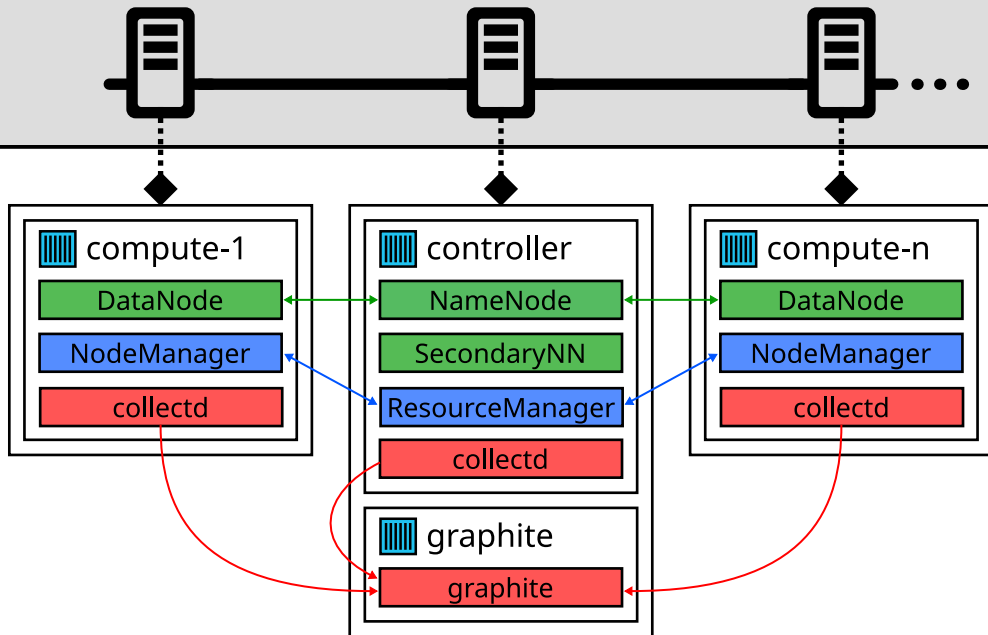 compute-1
DataNode
NodeManager
collectd
controller
NameNode
SecondaryNN
ResourceManager
collectd
graphite
graphite
compute-n
DataNode
NodeManager
collectd